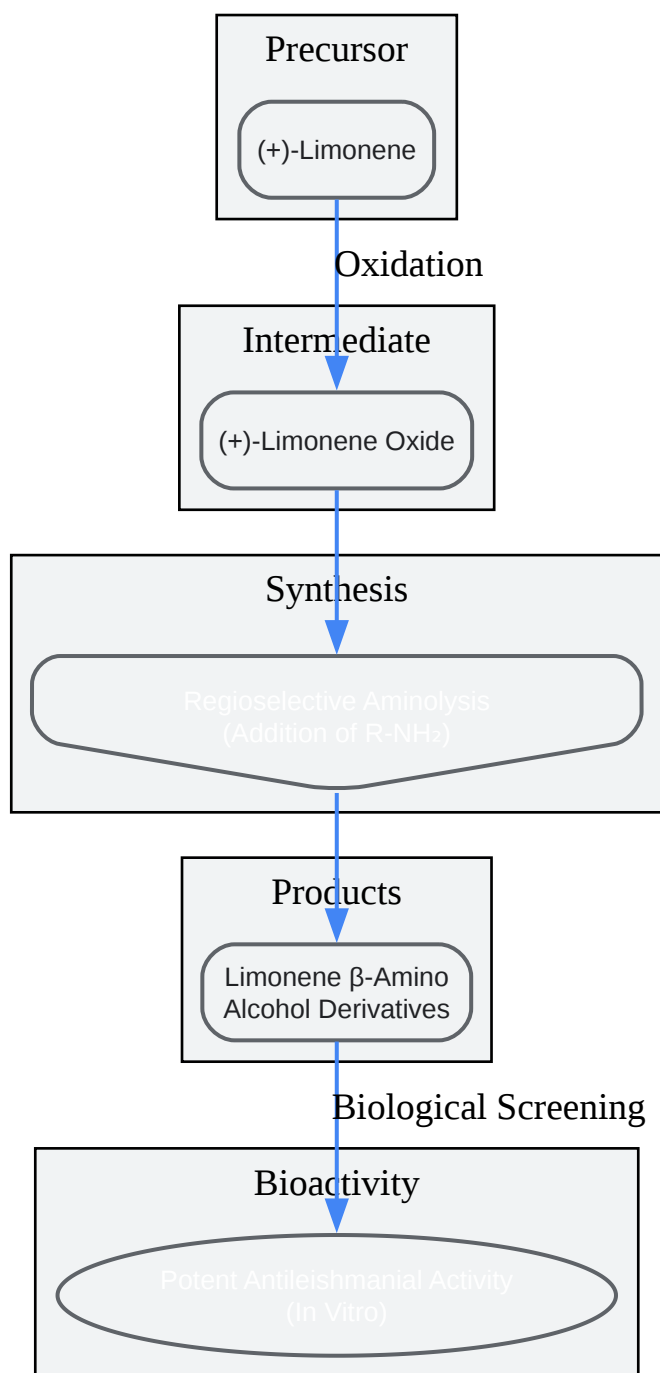 Precursor
(+)-Limonene
Oxidation
Intermediate
(+)-Limonene Oxide
Synthesis
Regioselective Aminolysis
(Addition of R-NH₂)
Products
Limonene β-Amino
Alcohol Derivatives
Biological Screening
Bioactivity
Potent Antileishmanial Activity
(In Vitro)